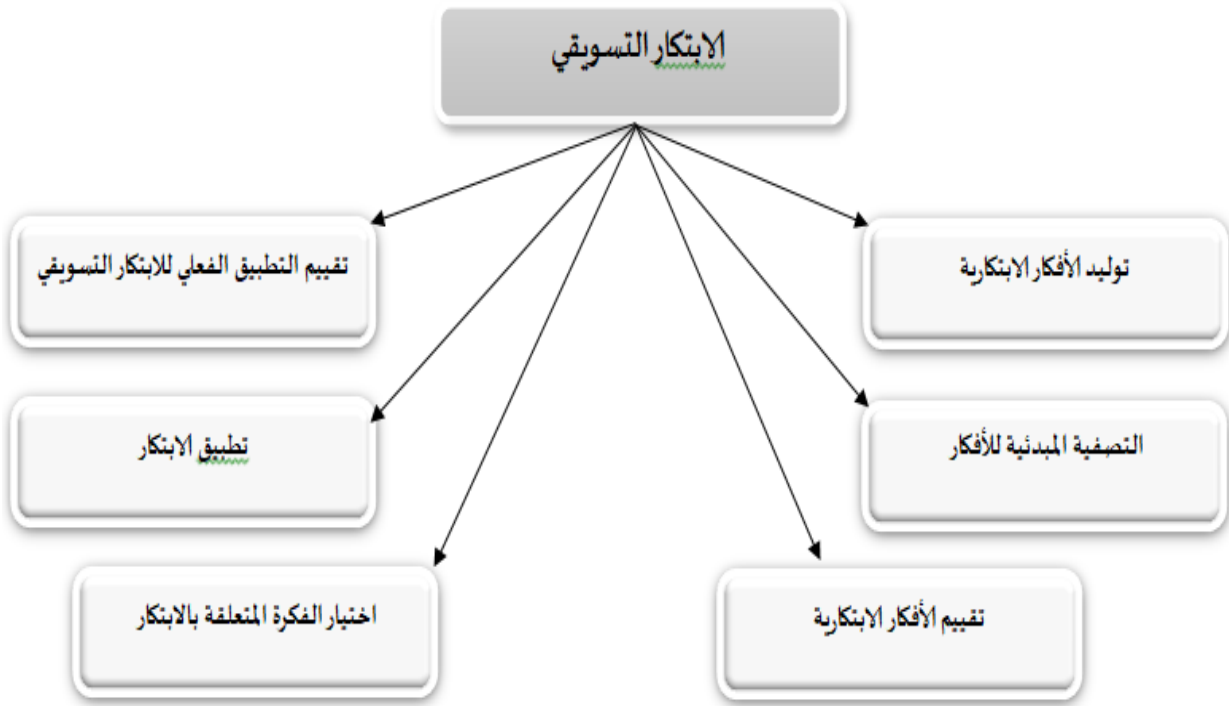 الابتكار التسويقي
توليد الأفكار الابتكارية
تقييم التطبيق الفعلي للابتكار التسويقي
التصفية المبدئية للأفكار
تطبيق الابتكار
تقييم الأفكار الابتكارية
اختيار الفكرة المتعلقة بالابتكار